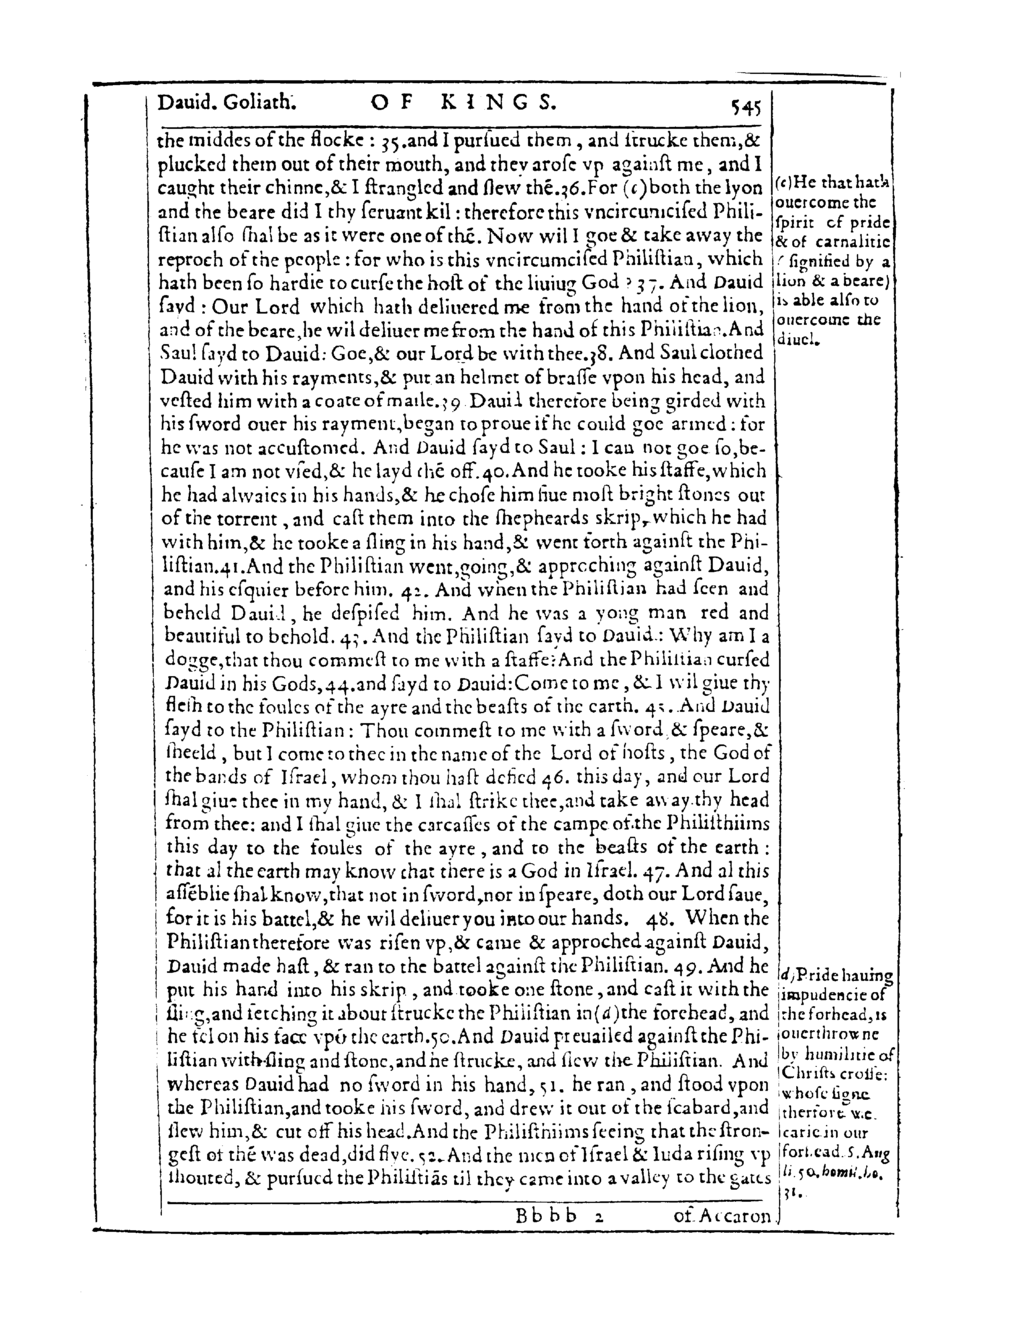 Dauid. Goliath. OF KINGS. 545
the middes of the flocke : 35.and I purſued them , and ſtrucke them,&
plucked them out of their mouth, and they aroſe vp againſt me, and I
caught their chinne,& I ſtrangled and ſlew thē.36.For (c)both the lyon
and the beare did I thy ſeruant kil : therefore this vncircumciſed Phili-
ſtian alſo ſhal be as it were one of thē. Now wil I goe & take away the
reproch of the people : for who is this vncircumciſed Philiſtian, which
hath been ſo hardie to curſe the hoſt of the liuiug God ? 37. And Dauid
ſayd : Our Lord which hath deliuered me from the hand of the lion,
and of the beare,he wil deliuer me from the hand of this Philiſtian.And
Saul ſayd to Dauid: Goe,& our Lord be with thee.38. And Saul clothed
Dauid with his rayments,& put an helmet of braſſe vpon his head, and
veſted him with a coate of maile.39 Dauid therefore being girded with
his ſword ouer his rayment,began to proue if he could goe armed : for
he was not accuſtomed. And Dauid ſayd to Saul : I can not goe ſo,be-
cauſe I am not vſed,& he layd thē off.40.And he tooke his ſtaffe,which
he had alwaies in his hands,& he choſe him fiue moſt bright ſtones out
of the torrent , and caſt them into the ſhepheards skrip, which he had
with him,& he tooke a ſling in his hand,& went forth againſt the Phi-
liſtian.41.And the Philiſtian went,going,& approching againſt Dauid,
and his eſquier before him. 42. And when the Philiſtian had ſeen and
beheld Dauid , he deſpiſed him. And he was a yong man red and
beautiful to behold. 43. And the Philiſtian ſayd to Dauid : Why am I a
dogge,that thou commeſt to me with a ſtaffe? And the Philiſtian curſed
Dauid in his Gods,44.and ſayd to Dauid:Come to me , & I wil giue thy
fleſh to the foules of the ayre and the beaſts of the earth. 45. And Dauid
ſayd to the Philiſtian : Thou commeſt to me with a ſword & ſpeare,&
ſheeld , but I come to thee in the name of the Lord of hoſts , the God of
the bands of Iſrael , whom thou haſt defied 46. this day, and our Lord
ſhal giue thee in my hand, & I ſhal ſtrike thee,and take away thy head
from thee: and I ſhal giue the carcaſſes of the campe of the Philiſthiims
this day to the foules of the ayre , and to the beaſts of the earth :
that al the earth may know that there is a God in Iſrael. 47. And al this
aſſēblie ſhal know,that not in ſword,nor in ſpeare, doth our Lord ſaue,
for it is his battel,& he wil deliuer you into our hands. 48. When the
Philiſtian therefore was riſen vp,& came & approched againſt Dauid,
Dauid made haſt , & ran to the battel againſt the Philiſtian. 49. And he
put his hand into his skrip , and tooke one ſtone , and caſt it with the
ſling,and fetching it about ſtrucke the Philiſtian in(d)the forehead, and
he fel on his face vpō the earth.50.And Dauid preuailed againſt the Phi-
liſtian with ſling and ſtone,and he ſtrucke, and ſlew the Philiſtian. And
whereas Dauid had no ſword in his hand, 51. he ran , and ſtood vpon
the Philiſtian,and tooke his ſword, and drew it out of the ſcabard,and
ſlew him,& cut off his head.And the Philiſthiims ſeeing that the ſtron-
geſt of thē was dead,did flye. 52. And the men of Iſrael & Iuda riſing vp
ſhouted, & purſued the Philiſtiās til they came into a valley to the gates
Bbbb 2 of Accaron
(c)He that hath
ouercome the
ſpirit of pride
& of carnalitie
( ſignified by a
lion & a beare)
is able alſo to
ouercome the
diuel.
d)Pride hauing
impudencie of
the forhead, is
ouerthrowne
by humilitie of
Chriſts croſſe:
whoſe ſigne
therfore we
carie in our
forhead. S. Aug
li. 50. homil. ho.
31.